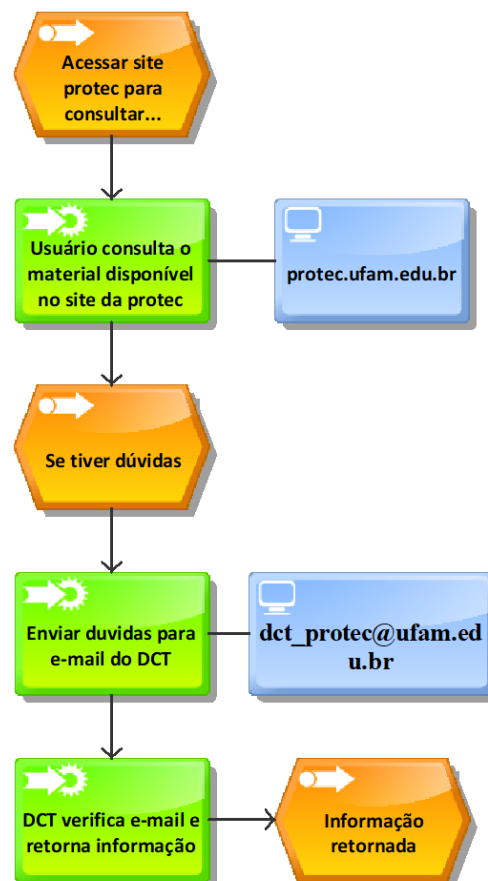 Acessar site
protec para
consultar...
Usuário consulta o
material disponível
no site da protec
protec.ufam.edu.br
Se tiver dúvidas
Enviar duvidas para
e-mail do DCT
dct_protec@ufam.ed
u.br
DCT verifica e-mail e
retorna informação
Informação
retornada